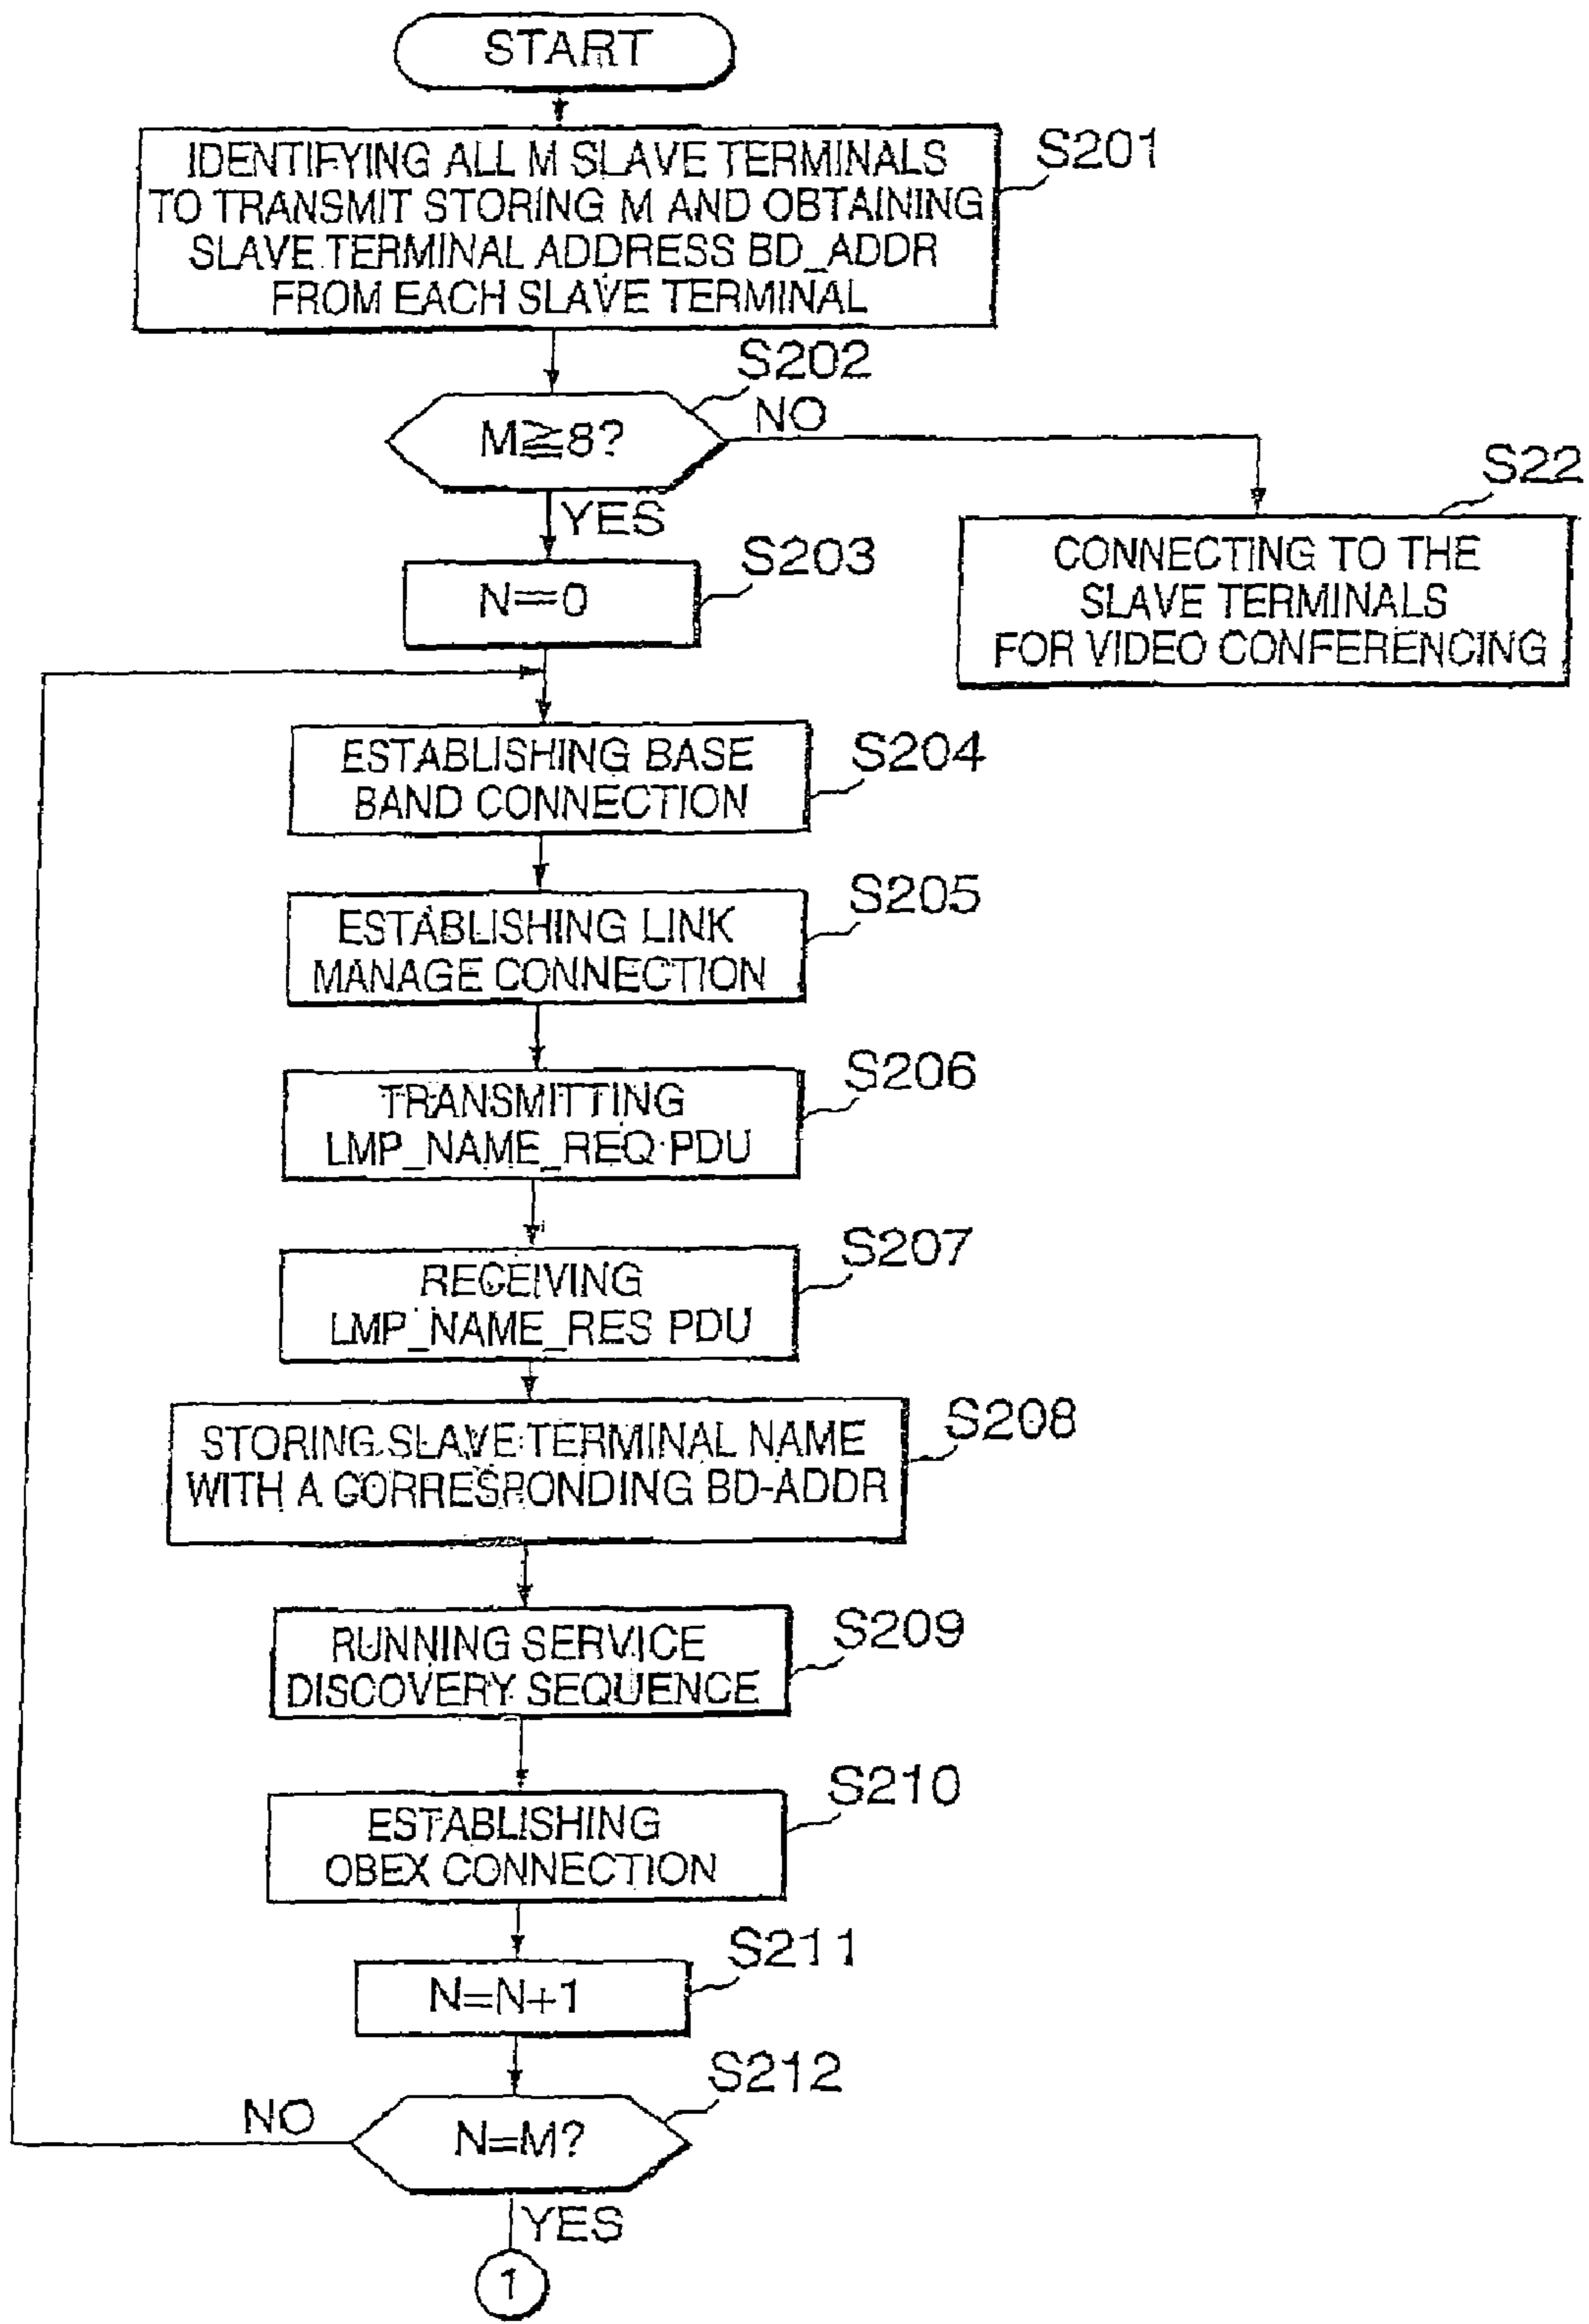 START
IDENTIFYING ALL M SLAVE TERMINALS
TO TRANSMIT STORING M AND OBTAINING
SLAVE TERMINAL ADDRESS BD_ADDR
FROM EACH SLAVE TERMINAL
S201
S202
M≧8?
NO
YES
S22
CONNECTING TO THE
SLAVE TERMINALS
FOR VIDEO CONFERENCING
S203
N=0
S204
ESTABLISHING BASE
BAND CONNECTION
S205
ESTABLISHING LINK
MANAGE CONNECTION
S206
TRANSMITTING
LMP_NAME_REQ PDU
S207
RECEIVING
LMP_NAME_RES PDU
S208
STORING SLAVE TERMINAL NAME
WITH A CORRESPONDING BD-ADDR
S209
RUNNING SERVICE
DISCOVERY SEQUENCE
S210
ESTABLISHING
OBEX CONNECTION
S211
N=N+1
S212
NO
N=M?
YES
1